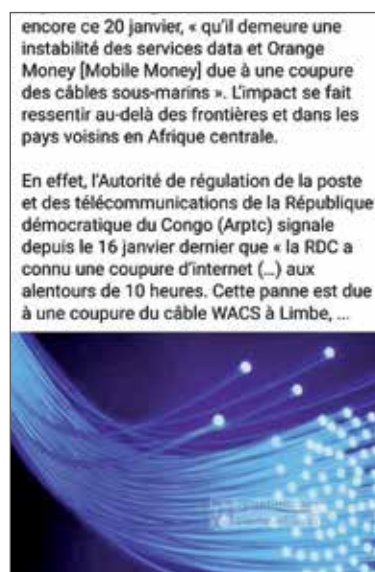 encore ce 20 janvier, « qu'il demeure une
instabilité des services data et Orange
Money [Mobile Money] due à une coupure
des câbles sous-marins ». L'impact se fait
ressentir au-delà des frontières et dans les
pays voisins en Afrique centrale.
En effet, l'Autorité de régulation de la poste
et des télécommunications de la République
démocratique du Congo (Arptc) signale
depuis le 16 janvier dernier que « la RDC a
connu une coupure d'internet (…) aux
alentours de 10 heures. Cette panne est due
à une coupure du câble WACS à Limbe, ...